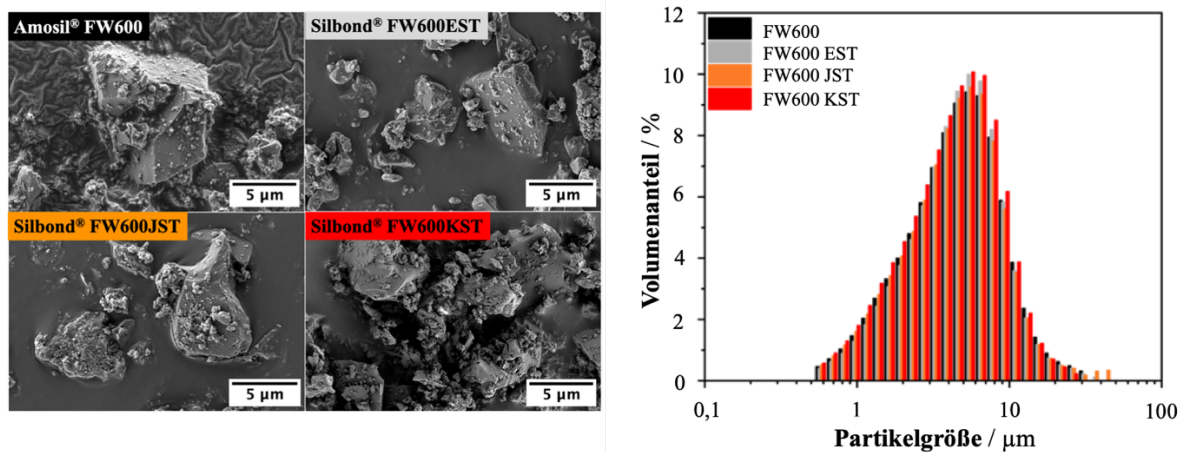 Amosil® FW600
5 µm
Silbond® FW600EST
5 µm
Silbond® FW600JST
5 µm
Silbond® FW600KST
5 µm
Volumenanteil / %
12
10
8
6
4
2
0
FW600
FW600 EST
FW600 JST
FW600 KST
0,1
1
10
100
Partikelgröße / µm